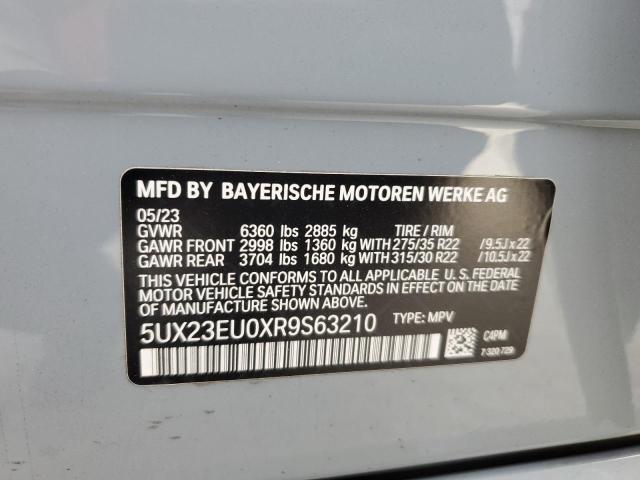 MFD BY BAYERISCHE MOTOREN WERKE AG
05/23
GVWR 6360 lbs 2885 kg TIRE / RIM
GAWR FRONT 2998 lbs 1360 kg WITH 275/35 R22 /9.5J x 22
GAWR REAR 3704 lbs 1680 kg WITH 315/30 R22 /10.5J x 22
THIS VEHICLE CONFORMS TO ALL APPLICABLE U. S. FEDERAL
MOTOR VEHICLE SAFETY STANDARDS IN EFFECT ON THE
DATE OF MANUFACTURE SHOWN ABOVE.
5UX23EU0XR9S63210 TYPE: MPV
C4PM
7 320 729